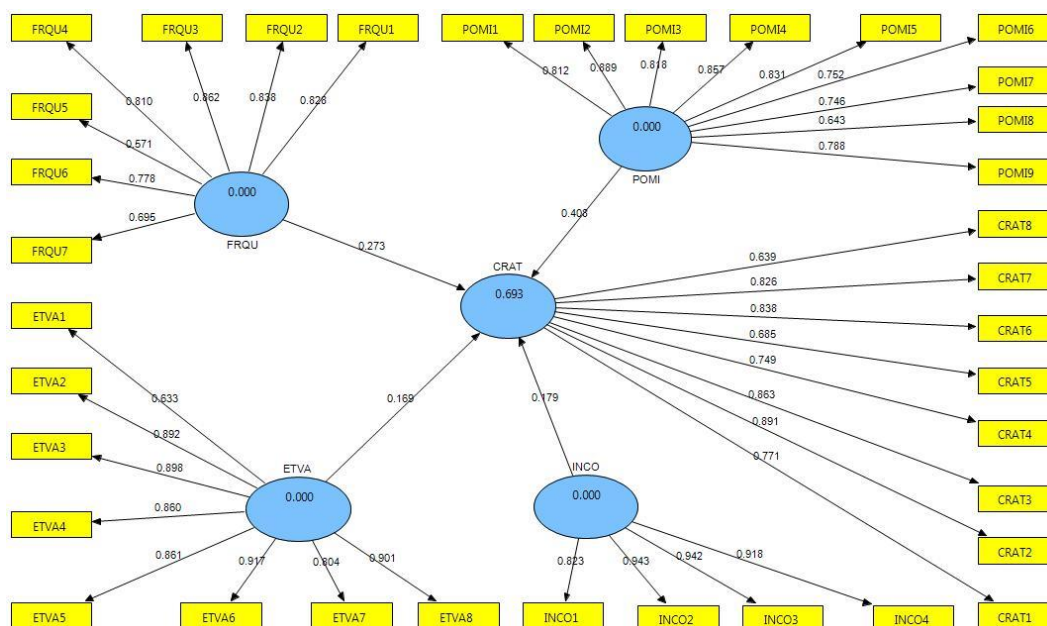 FRQU4
FRQU3
FRQU2
FRQU1
POMI1
POMI2
POMI3
POMI4
POMI5
POMI6
0.810
0.862
0.838
0.828
0.812
0.889
0.818
0.857
0.831
0.752
FRQU5
0.571
POMI7
0.746
POMI8
0.643
0.000
POMI
FRQU6
0.778
POMI9
0.788
0.000
FRQU
FRQU7
0.695
0.273
0.408
CRAT8
0.639
CRAT
0.693
CRAT7
0.826
CRAT6
0.838
CRAT5
0.685
CRAT4
0.749
ETVA1
0.633
ETVA2
0.892
ETVA3
0.898
0.169
0.179
0.863
0.891
0.771
ETVA
0.000
INCO
0.000
CRAT3
ETVA4
0.860
CRAT2
0.861
0.917
0.804
0.901
0.823
0.943
0.942
0.918
ETVA5
ETVA6
ETVA7
ETVA8
INCO1
INCO2
INCO3
INCO4
CRAT1